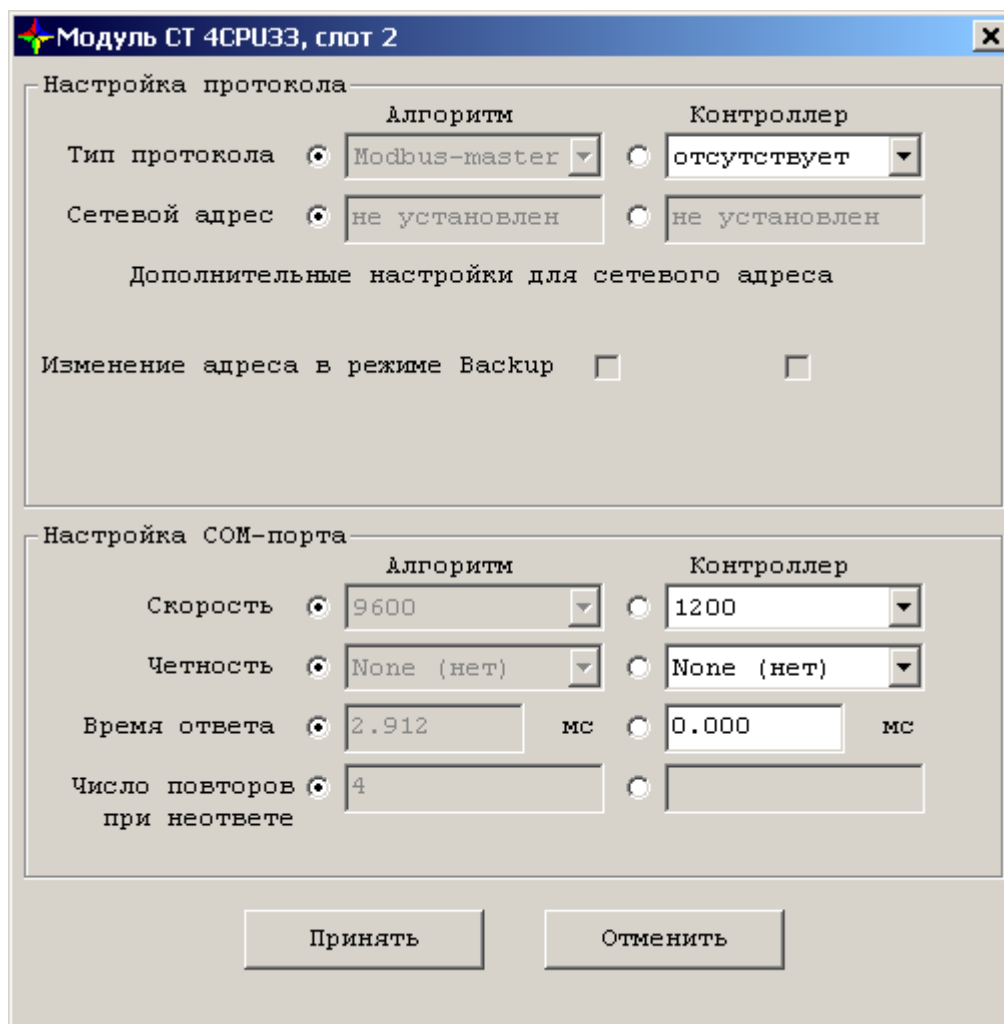 Модуль СТ 4CPU33, слот 2
Настройка протокола
Алгоритм Контроллер
Тип протокола Modbus-master отсутствует
Сетевой адрес не установлен не установлен
Дополнительные настройки для сетевого адреса
Изменение адреса в режиме Backup
Настройка COM-порта
Алгоритм Контроллер
Скорость 9600 1200
Четность None (нет) None (нет)
Время ответа 2.912 мс 0.000 мс
Число повторов 4
при неответе
Принять Отменить